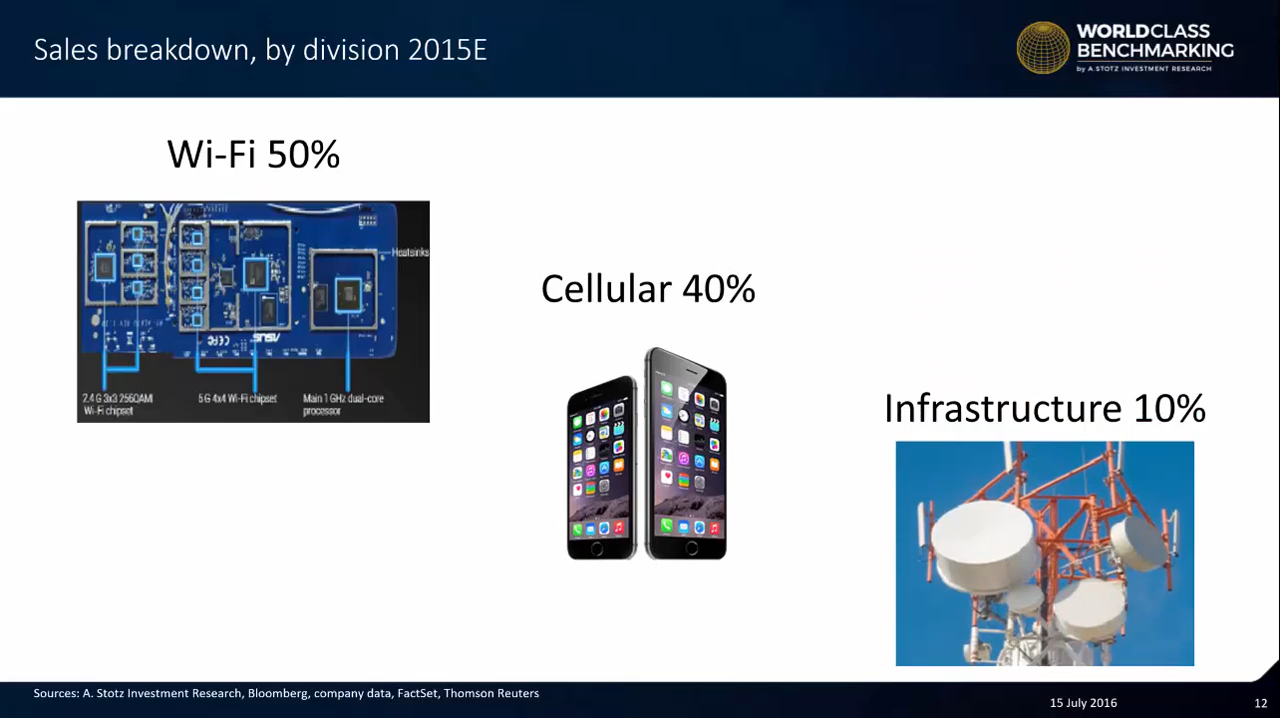 Sales breakdown, by division 2015E
WORLDCLASS
BENCHMARKING
by A STOTZ INVESTMENT RESEARCH
Wi-Fi 50%
Heatsinks
ASUS
2.4 G 3x3 256QAM
Wi-Fi chipset
5 G 4x4 Wi-Fi chipset
Main 1 GHz dual-core
processor
Cellular 40%
Infrastructure 10%
Sources: A. Stotz Investment Research, Bloomberg, company data, FactSet, Thomson Reuters
15 July 2016
12